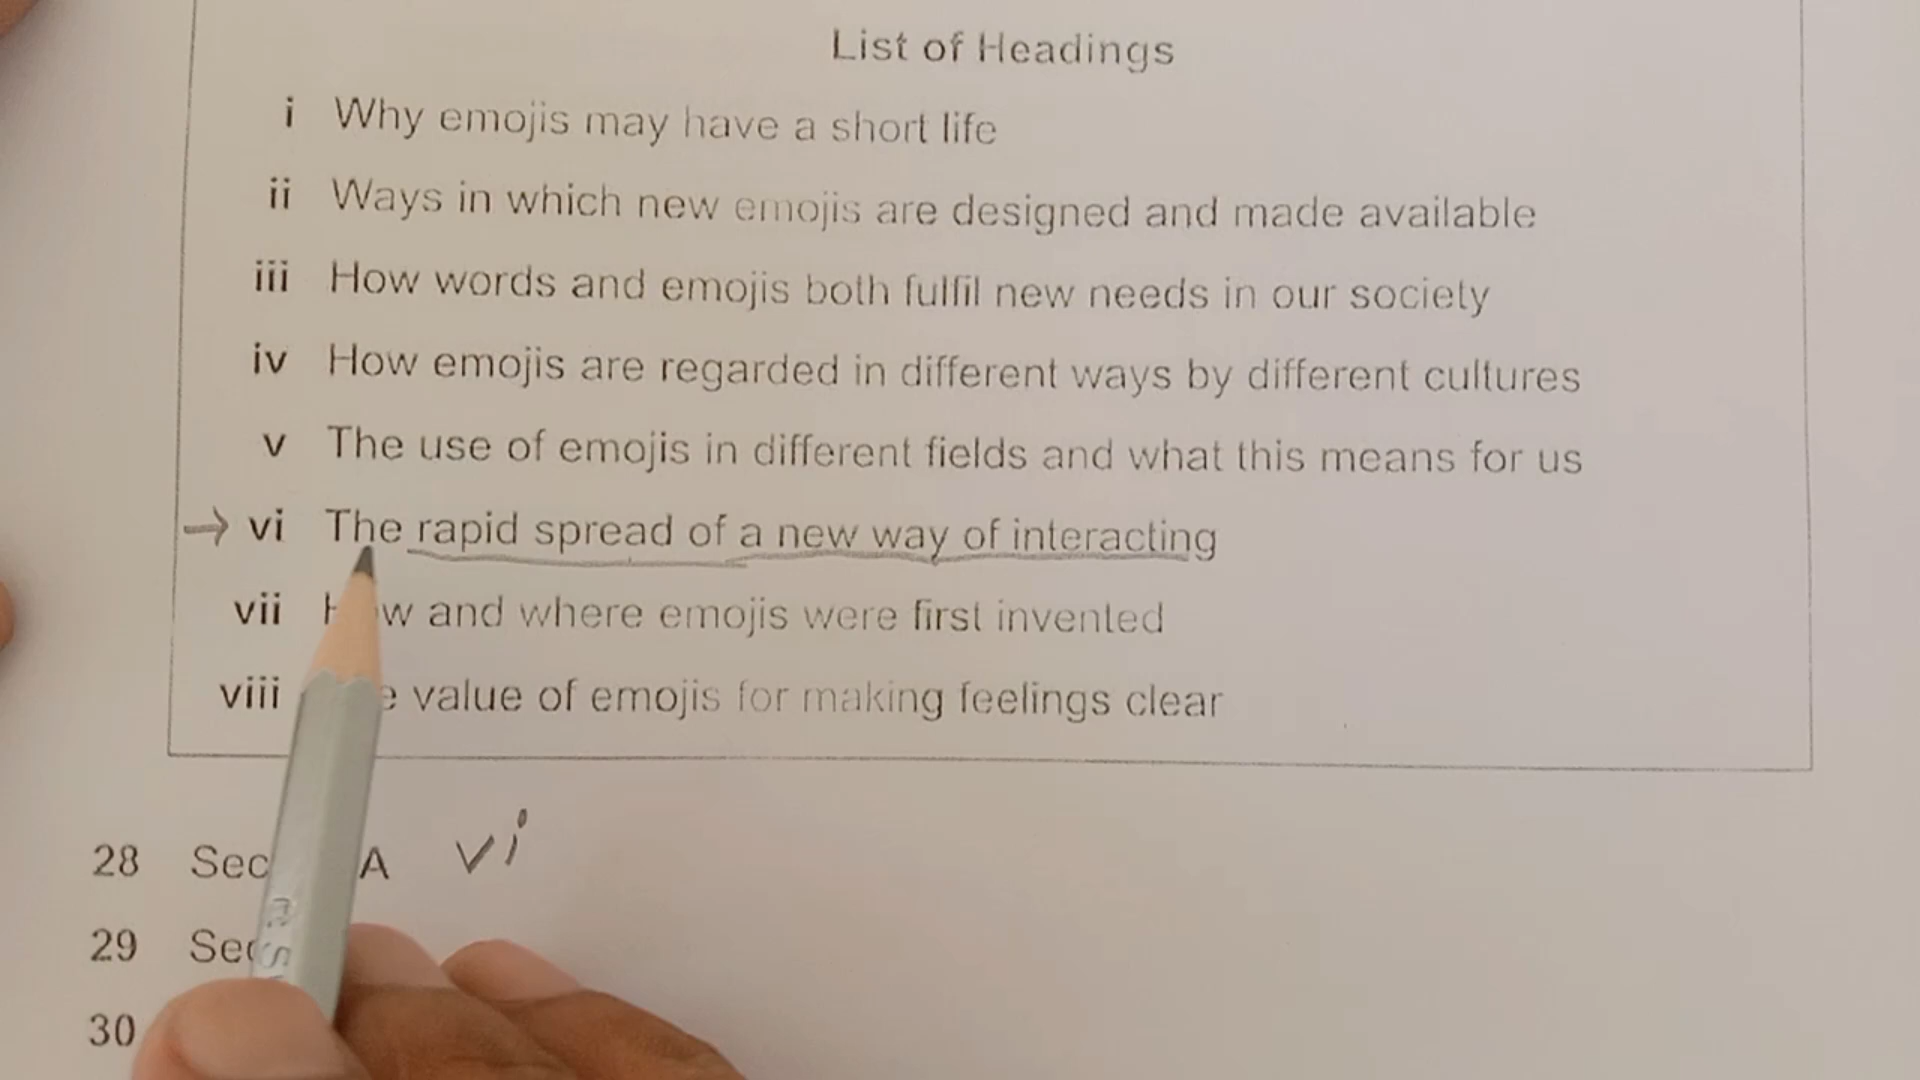 List of Headings
i Why emojis may have a short life
ii Ways in which new emojis are designed and made available
iii How words and emojis both fulfil new needs in our society
iv How emojis are regarded in different ways by different cultures
v The use of emojis in different fields and what this means for us
→ vi The rapid spread of a new way of interacting
vii How and where emojis were first invented
viii value of emojis for making feelings clear
28 A vi
29
30